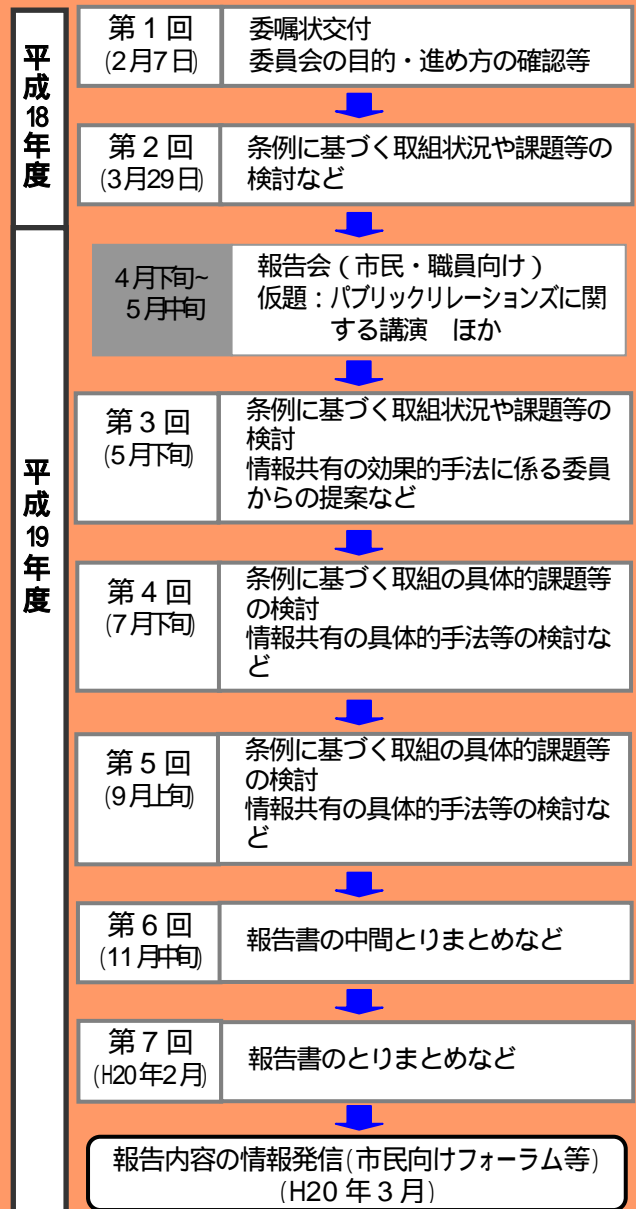 平成18年度
第１回
(２月７日)
委嘱状交付
委員会の目的・進め方の確認等
第２回
(３月29日)
条例に基づく取組状況や課題等の
検討など
平成19年度
４月下旬~
５月中旬
報告会（市民・職員向け）
仮題：パブリックリレーションズに関
する講演　ほか
第３回
(５月下旬)
条例に基づく取組状況や課題等の
検討
情報共有の効果的手法に係る委員
からの提案など
第４回
(７月下旬)
条例に基づく取組の具体的課題等
の検討
情報共有の具体的手法等の検討な
ど
第５回
(９月上旬)
条例に基づく取組の具体的課題等
の検討
情報共有の具体的手法等の検討な
ど
第６回
(11月中旬)
報告書の中間とりまとめなど
第７回
(H20年２月)
報告書のとりまとめなど
報告内容の情報発信(市民向けフォーラム等)
(H20年３月)